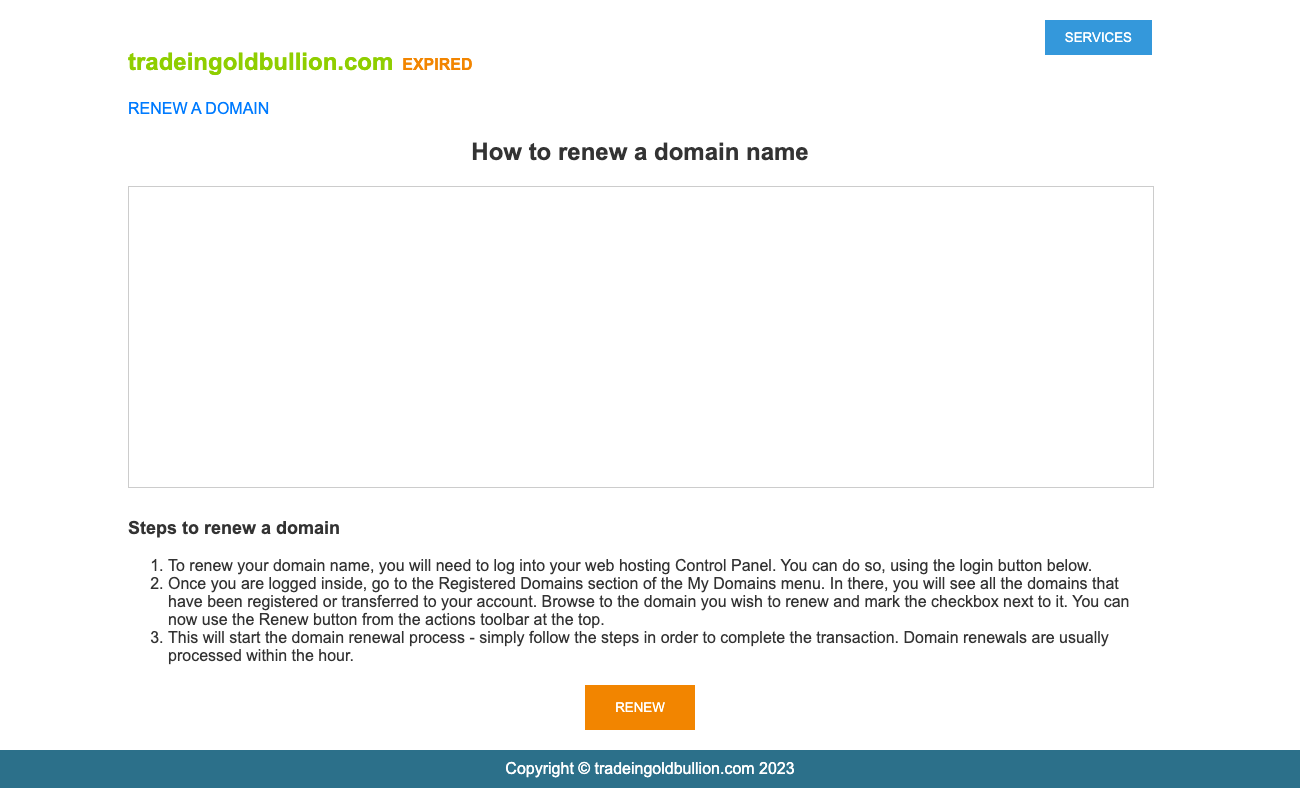 SERVICES
tradeingoldbullion.com EXPIRED
RENEW A DOMAIN
How to renew a domain name
Steps to renew a domain
1. To renew your domain name, you will need to log into your web hosting Control Panel. You can do so, using the login button below.
2. Once you are logged inside, go to the Registered Domains section of the My Domains menu. In there, you will see all the domains that
have been registered or transferred to your account. Browse to the domain you wish to renew and mark the checkbox next to it. You can
now use the Renew button from the actions toolbar at the top.
3. This will start the domain renewal process - simply follow the steps in order to complete the transaction. Domain renewals are usually
processed within the hour.
RENEW
Copyright © tradeingoldbullion.com 2023